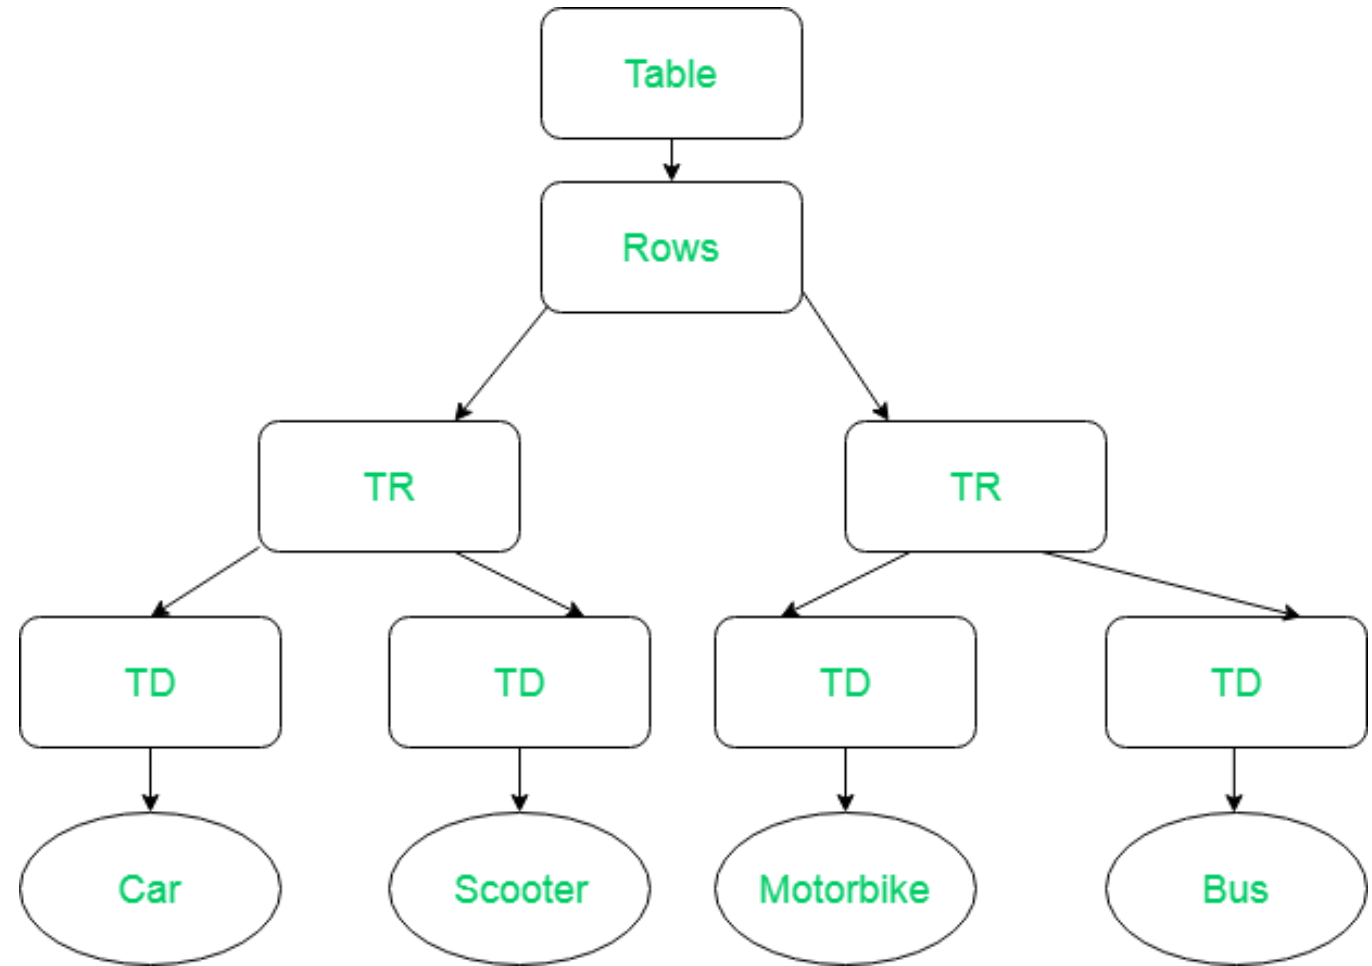 Table
Rows
TR
TR
TD
TD
TD
TD
Car
Scooter
Motorbike
Bus